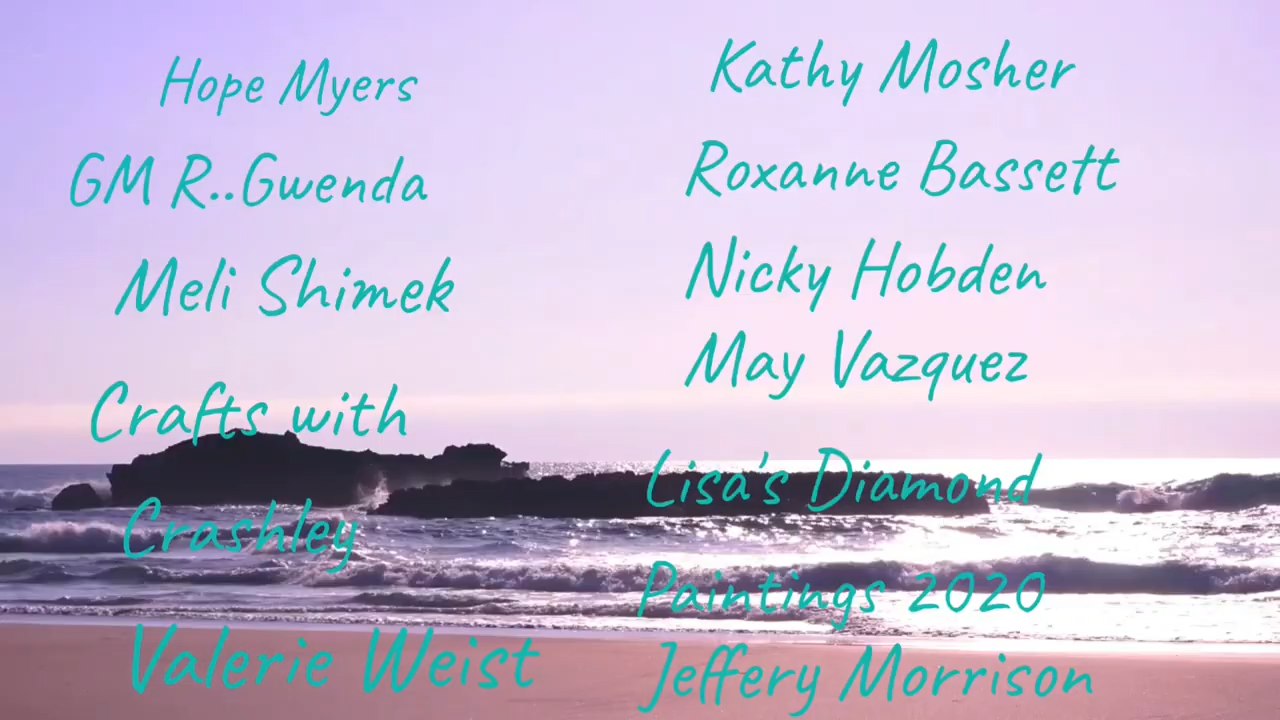 Hope Myers
GM R..Gwenda
Meli Shimek
Crafts with
Crashley
Valerie Weist
Kathy Mosher
Roxanne Bassett
Nicky Hobden
May Vazquez
Lisa's Diamond
Paintings 2020
Jeffery Morrison